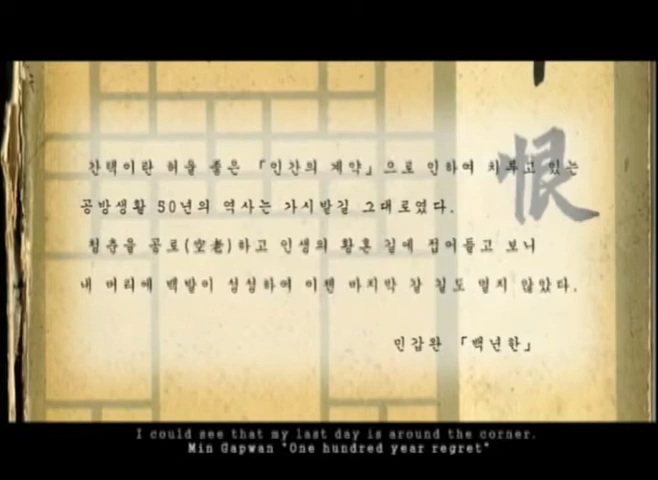 恨
간택이란 허울 좋은 「인간의 계약」으로 인하여 치루고 있는
공방생활 50년의 역사는 가시밭길 그대로였다.
청춘을 공로(空老)하고 인생의 황혼 길에 접어들고 보니
내 머리에 백발이 성성하여 이젠 마지막 갈 길도 멀지 않았다.
민갑완 「백년한」
I could see that my last day is around the corner.
Min Gapwan "One hundred year regret"